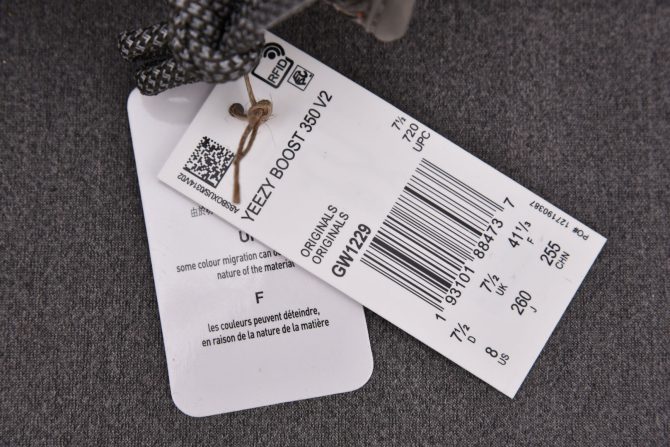 RFID
YEEZY BOOST 350 V2
ORIGINALS
ORIGINALS
GW1229
7½
720
UPC
1 93101 88473 7
7½
D
8
US
7½
UK
260
J
41⅓
F
255
CHN
PO# 127190387
some colour migration can
nature of the material
F
les couleurs peuvent déteindre,
en raison de la nature de la matière